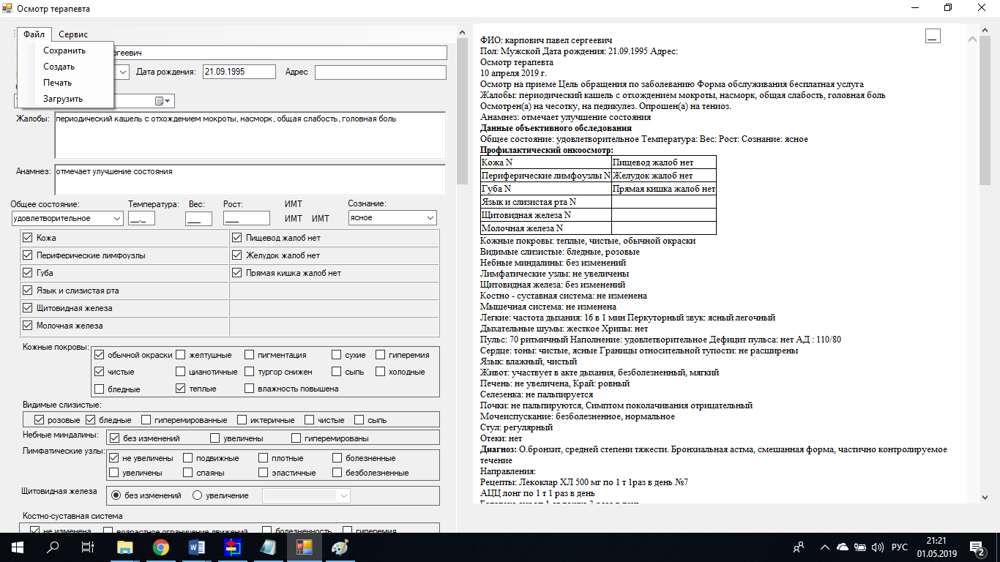 Осмотр терапевта
Файл Сервис
Сохранить
Создать
Печать
Загрузить
ргеевич
Дата рождения: 21.09.1995 Адрес
Жалобы: периодический кашель с отхождением мокроты, насморк, общая слабость, головная боль
Анамнез: отмечает улучшение состояния
Общее состояние: Температура: Вес: Рост: ИМТ Сознание:
удовлетворительное __._ ___ ___ ИМТ ИМТ ясное
Кожа Пищевод жалоб нет
Периферические лимфоузлы Желудок жалоб нет
Губа Прямая кишка жалоб нет
Язык и слизистая рта
Щитовидная железа
Молочная железа
Кожные покровы:
обычной окраски желтушные пигментация сухие гиперемия
чистые цианотичные тургор снижен сыпь холодные
бледные теплые влажность повышена
Видимые слизистые:
розовые бледные гиперемированные иктеричные чистые сыпь
Небные миндалины: без изменений увеличены гиперемированы
Лимфатические узлы:
не увеличены подвижные плотные болезненные
увеличены спаяны эластичные безболезненные
Щитовидная железа без изменений увеличение
Костно-суставная система
не изменена возрастное ограничение движений болезненность гиперемия
ФИО: карпович павел сергеевич
Пол: Мужской Дата рождения: 21.09.1995 Адрес:
Осмотр терапевта
10 апреля 2019 г.
Осмотр на приеме Цель обращения по заболеванию Форма обслуживания бесплатная услуга
Жалобы: периодический кашель с отхождением мокроты, насморк, общая слабость, головная боль
Осмотрен(а) на чесотку, на педикулез. Опрошен(а) на тениоз.
Анамнез: отмечает улучшение состояния
Данные объективного обследования
Общее состояние: удовлетворительное Температура: Вес: Рост: Сознание: ясное
Профилактический онкоосмотр:
Кожа N Пищевод жалоб нет
Периферические лимфоузлы N Желудок жалоб нет
Губа N Прямая кишка жалоб нет
Язык и слизистая рта N
Щитовидная железа N
Молочная железа N
Кожные покровы: теплые, чистые, обычной окраски
Видимые слизистые: бледные, розовые
Небные миндалины: без изменений
Лимфатические узлы: не увеличены
Щитовидная железа: без изменений
Костно - суставная система: не изменена
Мышечная система: не изменена
Легкие: частота дыхания: 16 в 1 мин Перкуторный звук: ясный легочный
Дыхательные шумы: жесткое Хрипы: нет
Пульс: 70 ритмичный Наполнение: удовлетворительное Дефицит пульса: нет АД : 110/80
Сердце: тоны: чистые, ясные Границы относительной тупости: не расширены
Язык: влажный, чистый
Живот: участвует в акте дыхания, безболезненный, мягкий
Печень: не увеличена, Край: ровный
Селезенка: не пальпируется
Почки: не пальпируются, Симптом поколачивания отрицательный
Мочеиспускание: безболезненное, нормальное
Стул: регулярный
Отеки: нет
Диагноз: О.бронхит, средней степени тяжести. Бронхиальная астма, смешанная форма, частично контролируемое
течение
Направления:
Рецепты: Лекоклар ХЛ 500 мг по 1 т 1раз в день №7
АЦЦ лонг по 1 т 1 раз в день
РУС
21:21
01.05.2019
2